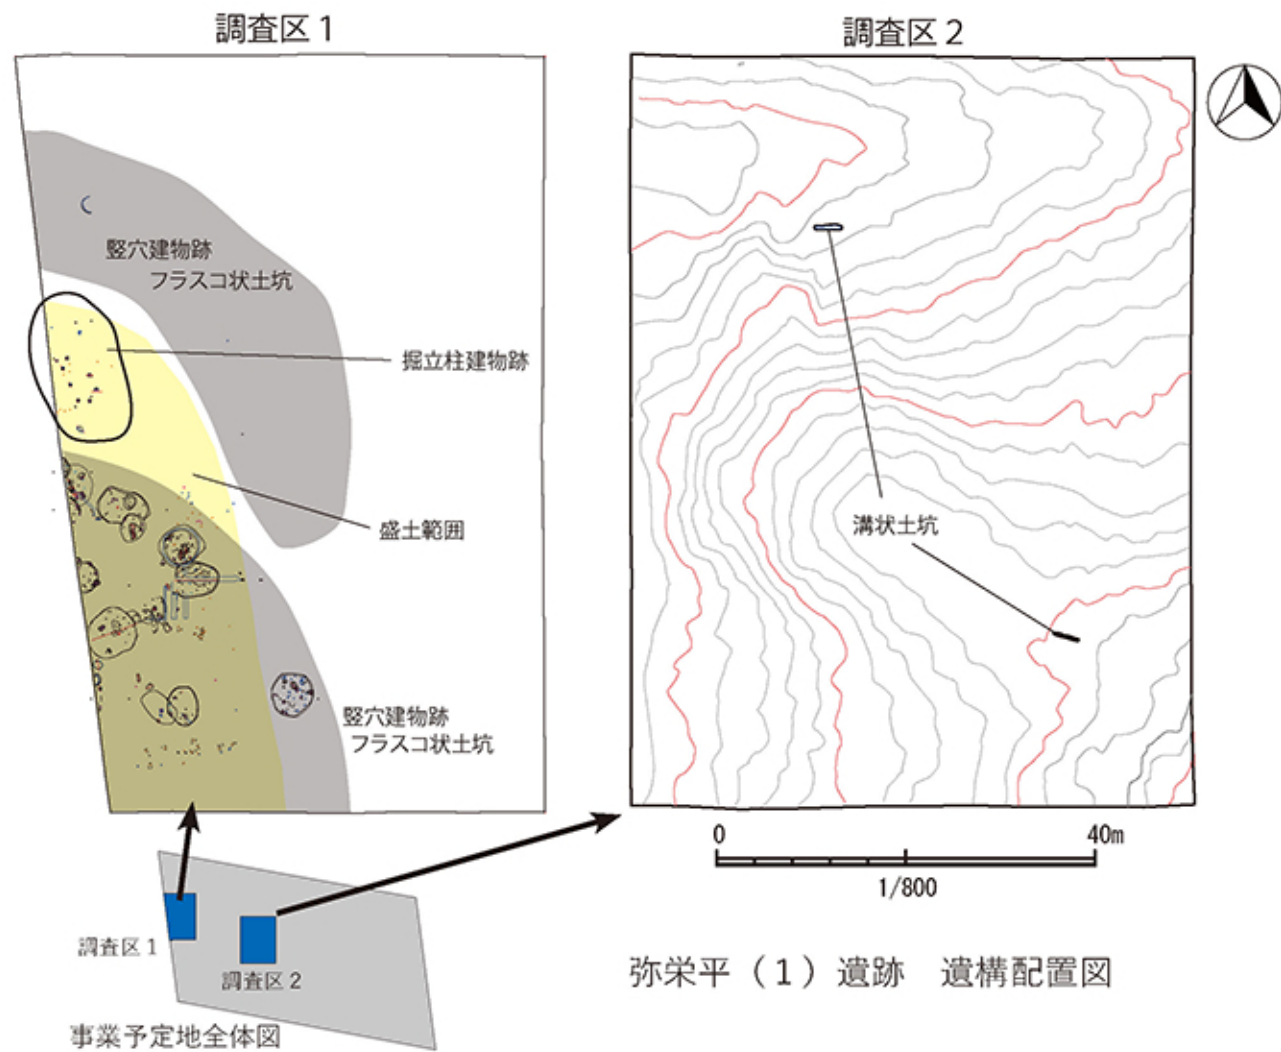 調査区1
調査区2
竪穴建物跡
フラスコ状土坑
掘立柱建物跡
盛土範囲
溝状土坑
竪穴建物跡
フラスコ状土坑
0 40m
1/800
調査区1
調査区2
弥栄平(1)遺跡 遺構配置図
事業予定地全体図